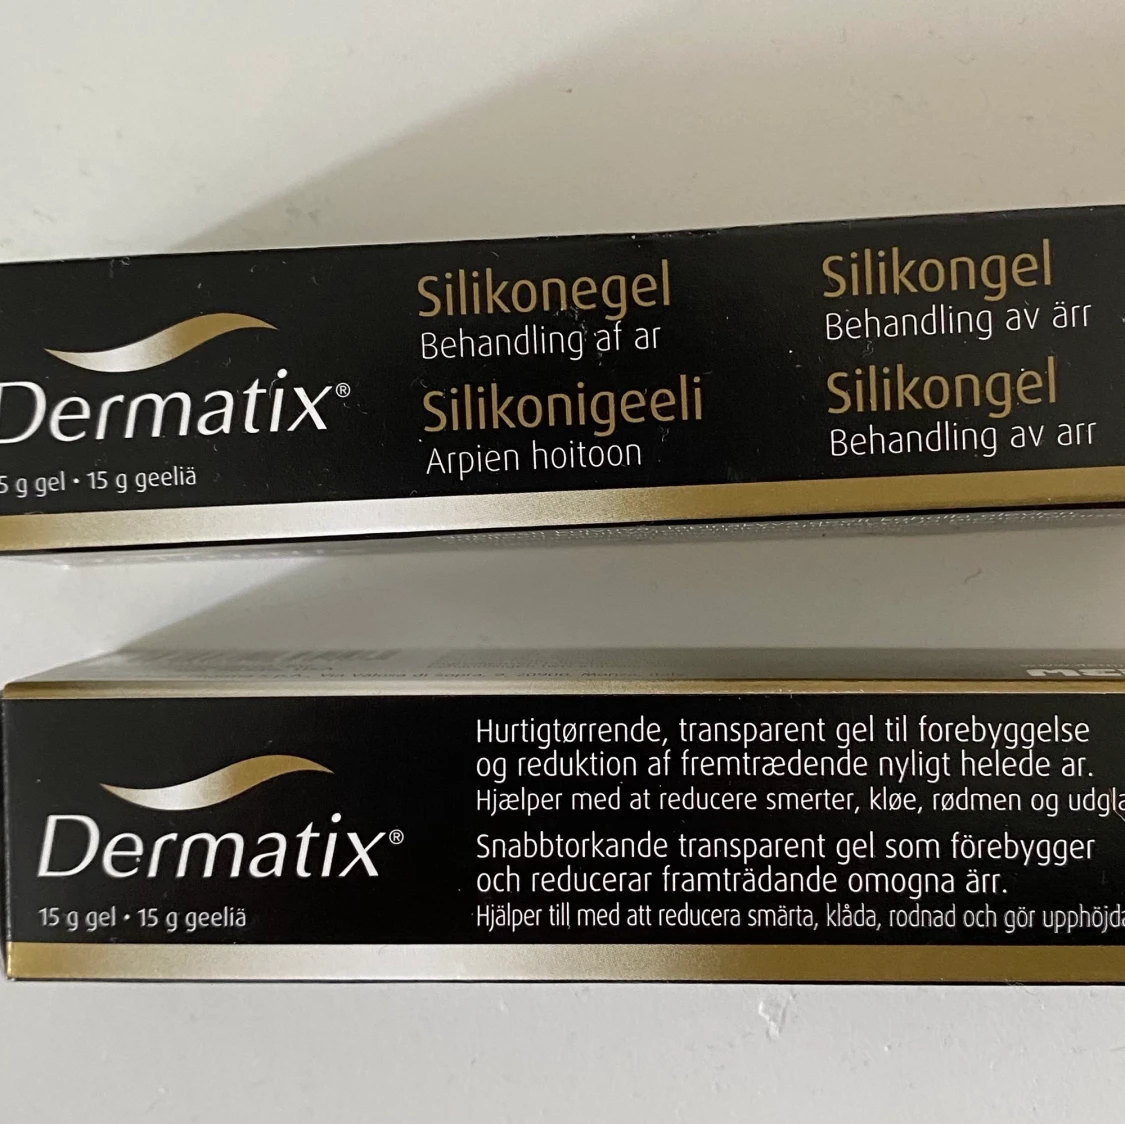 Dermatix®
g gel • 15 g geeliä
Silikonegel
Behandling af ar
Silikonigeeli
Arpien hoitoon
Silikongel
Behandling av ärr
Silikongel
Behandling av arr
Dermatix®
15 g gel • 15 g geeliä
Hurtigtørrende, transparent gel til forebyggelse
og reduktion af fremtrædende nyligt helede ar.
Hjælper med at reducere smerter, kløe, rødmen og
Snabbtorkande transparent gel som förebygger
och reducerar framträdande omogna ärr.
Hjälper till med att reducera smärta, klåda, rodnad och gör